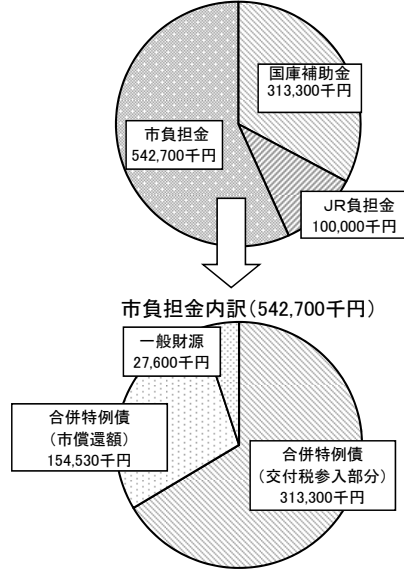 国庫補助金
313,300千円
市負担金
542,700千円
JR負担金
100,000千円
市負担金内訳(542,700千円)
一般財源
27,600千円
合併特例債
(市償還額)
154,530千円
合併特例債
(交付税参入部分)
313,300千円